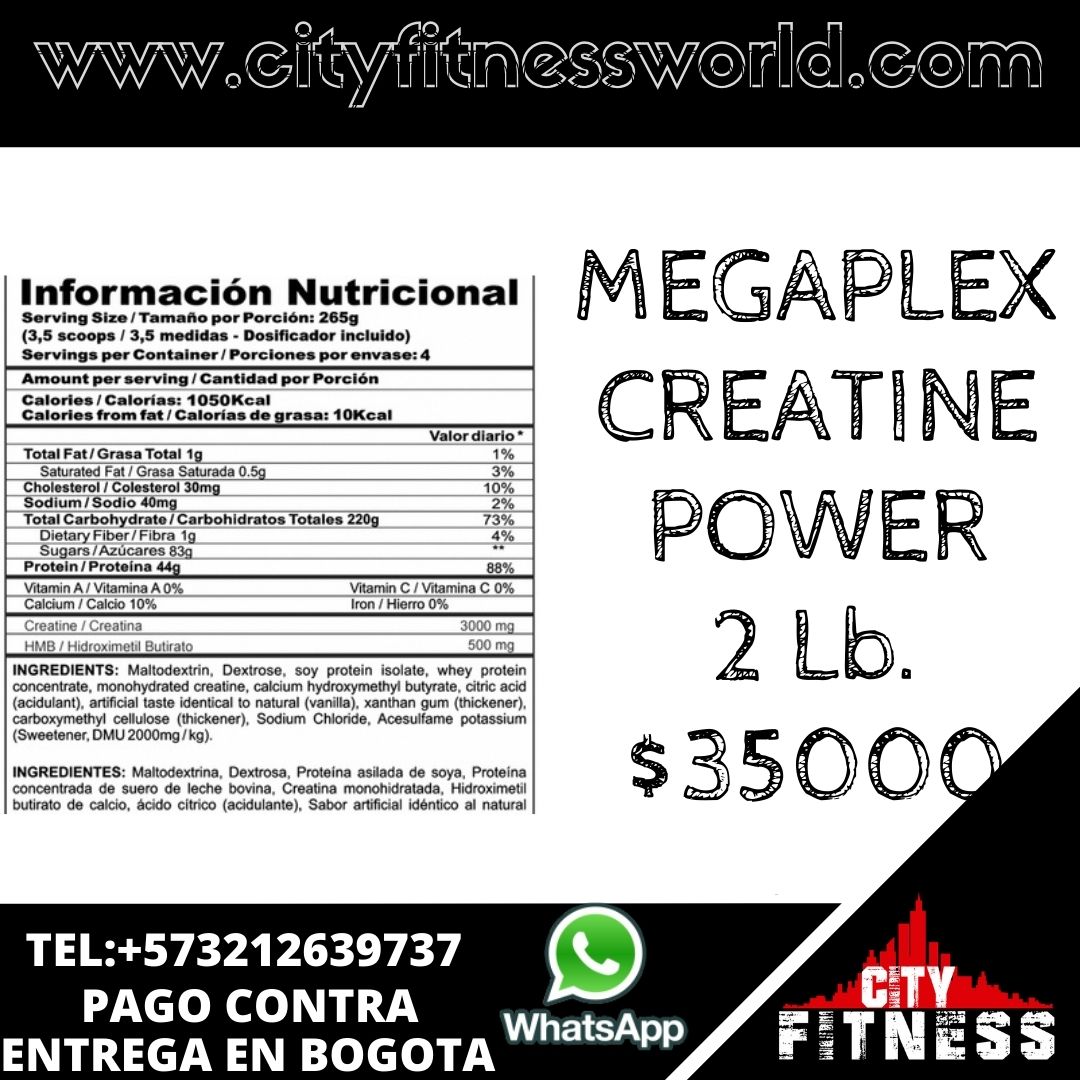 www.cityfitnessworld.com
Información Nutricional
Serving Size / Tamaño por Porción: 265g
(3,5 scoops / 3,5 medidas - Dosificador incluido)
Servings per Container / Porciones por envase: 4
Amount per serving / Cantidad por Porción
Calories / Calorías: 1050Kcal
Calories from fat / Calorías de grasa: 10Kcal
Valor diario *
Total Fat / Grasa Total 1g 1%
Saturated Fat / Grasa Saturada 0.5g 3%
Cholesterol / Colesterol 30mg 10%
Sodium / Sodio 40mg 2%
Total Carbohydrate / Carbohidratos Totales 220g 73%
Dietary Fiber / Fibra 1g 4%
Sugars / Azúcares 83g **
Protein / Proteína 44g 88%
Vitamin A / Vitamina A 0% Vitamin C / Vitamina C 0%
Calcium / Calcio 10% Iron / Hierro 0%
Creatine / Creatina 3000 mg
HMB / Hidroximetil Butirato 500 mg
INGREDIENTS: Maltodextrin, Dextrose, soy protein isolate, whey protein
concentrate, monohydrated creatine, calcium hydroxymethyl butyrate, citric acid
(acidulant), artificial taste identical to natural (vanilla), xanthan gum (thickener),
carboxymethyl cellulose (thickener), Sodium Chloride, Acesulfame potassium
(Sweetener, DMU 2000mg / kg).
INGREDIENTES: Maltodextrina, Dextrosa, Proteína asilada de soya, Proteína
concentrada de suero de leche bovina, Creatina monohidratada, Hidroximetil
butirato de calcio, ácido cítrico (acidulante), Sabor artificial idéntico al natural
MEGAPLEX
CREATINE
POWER
2 Lb.
$35000
TEL:+573212639737
PAGO CONTRA
ENTREGA EN BOGOTA
WhatsApp
CITY
FITNESS